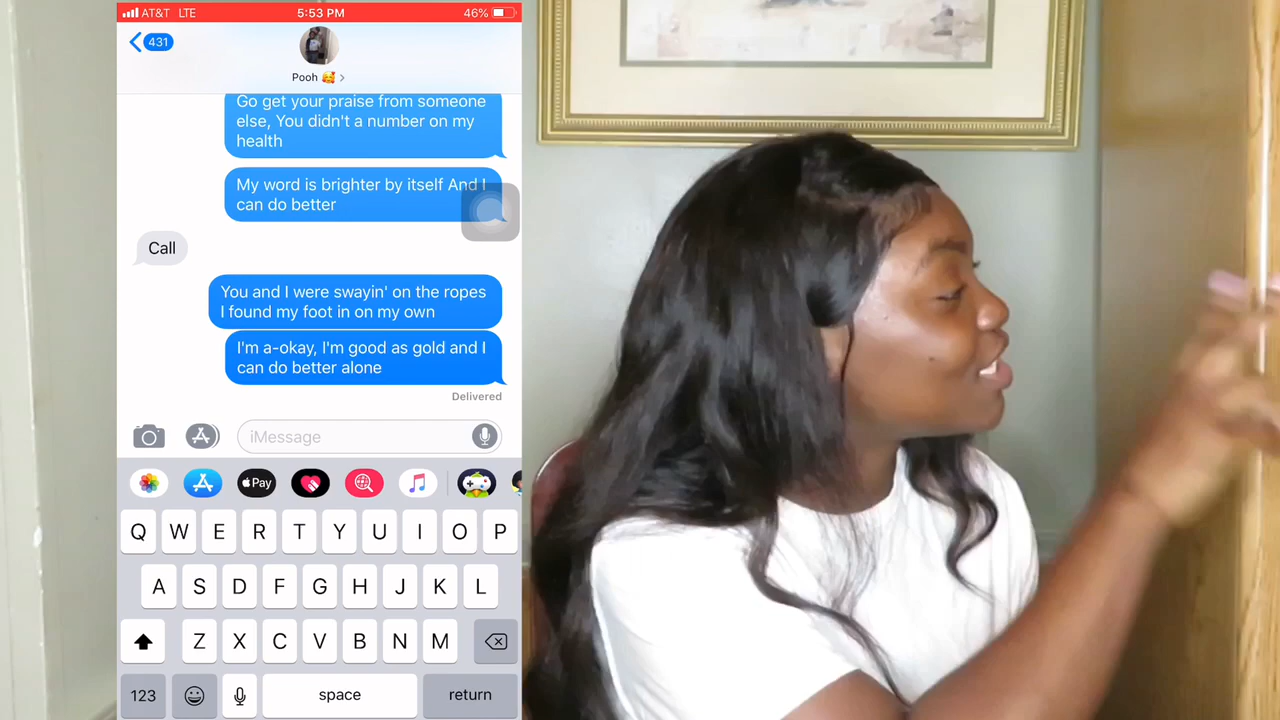 AT&T LTE 5:53 PM 46%
431
Pooh 🥰 >
Go get your praise from someone
else, You didn't a number on my
health
My word is brighter by itself And I
can do better
Call
You and I were swayin' on the ropes
I found my foot in on my own
I'm a-okay, I'm good as gold and I
can do better alone
Delivered
iMessage
Pay
Q W E R T Y U I O P
A S D F G H J K L
Z X C V B N M
123 space return